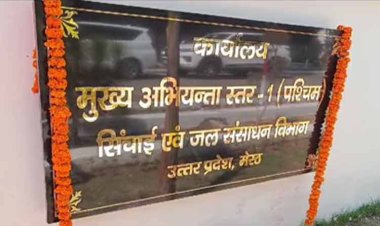 कार्यालय
मुख्य अभियन्ता स्तर -1 (पश्चिम)
सिंचाई एवं जल संसाधन विभाग
उत्तर प्रदेश, मेरठ